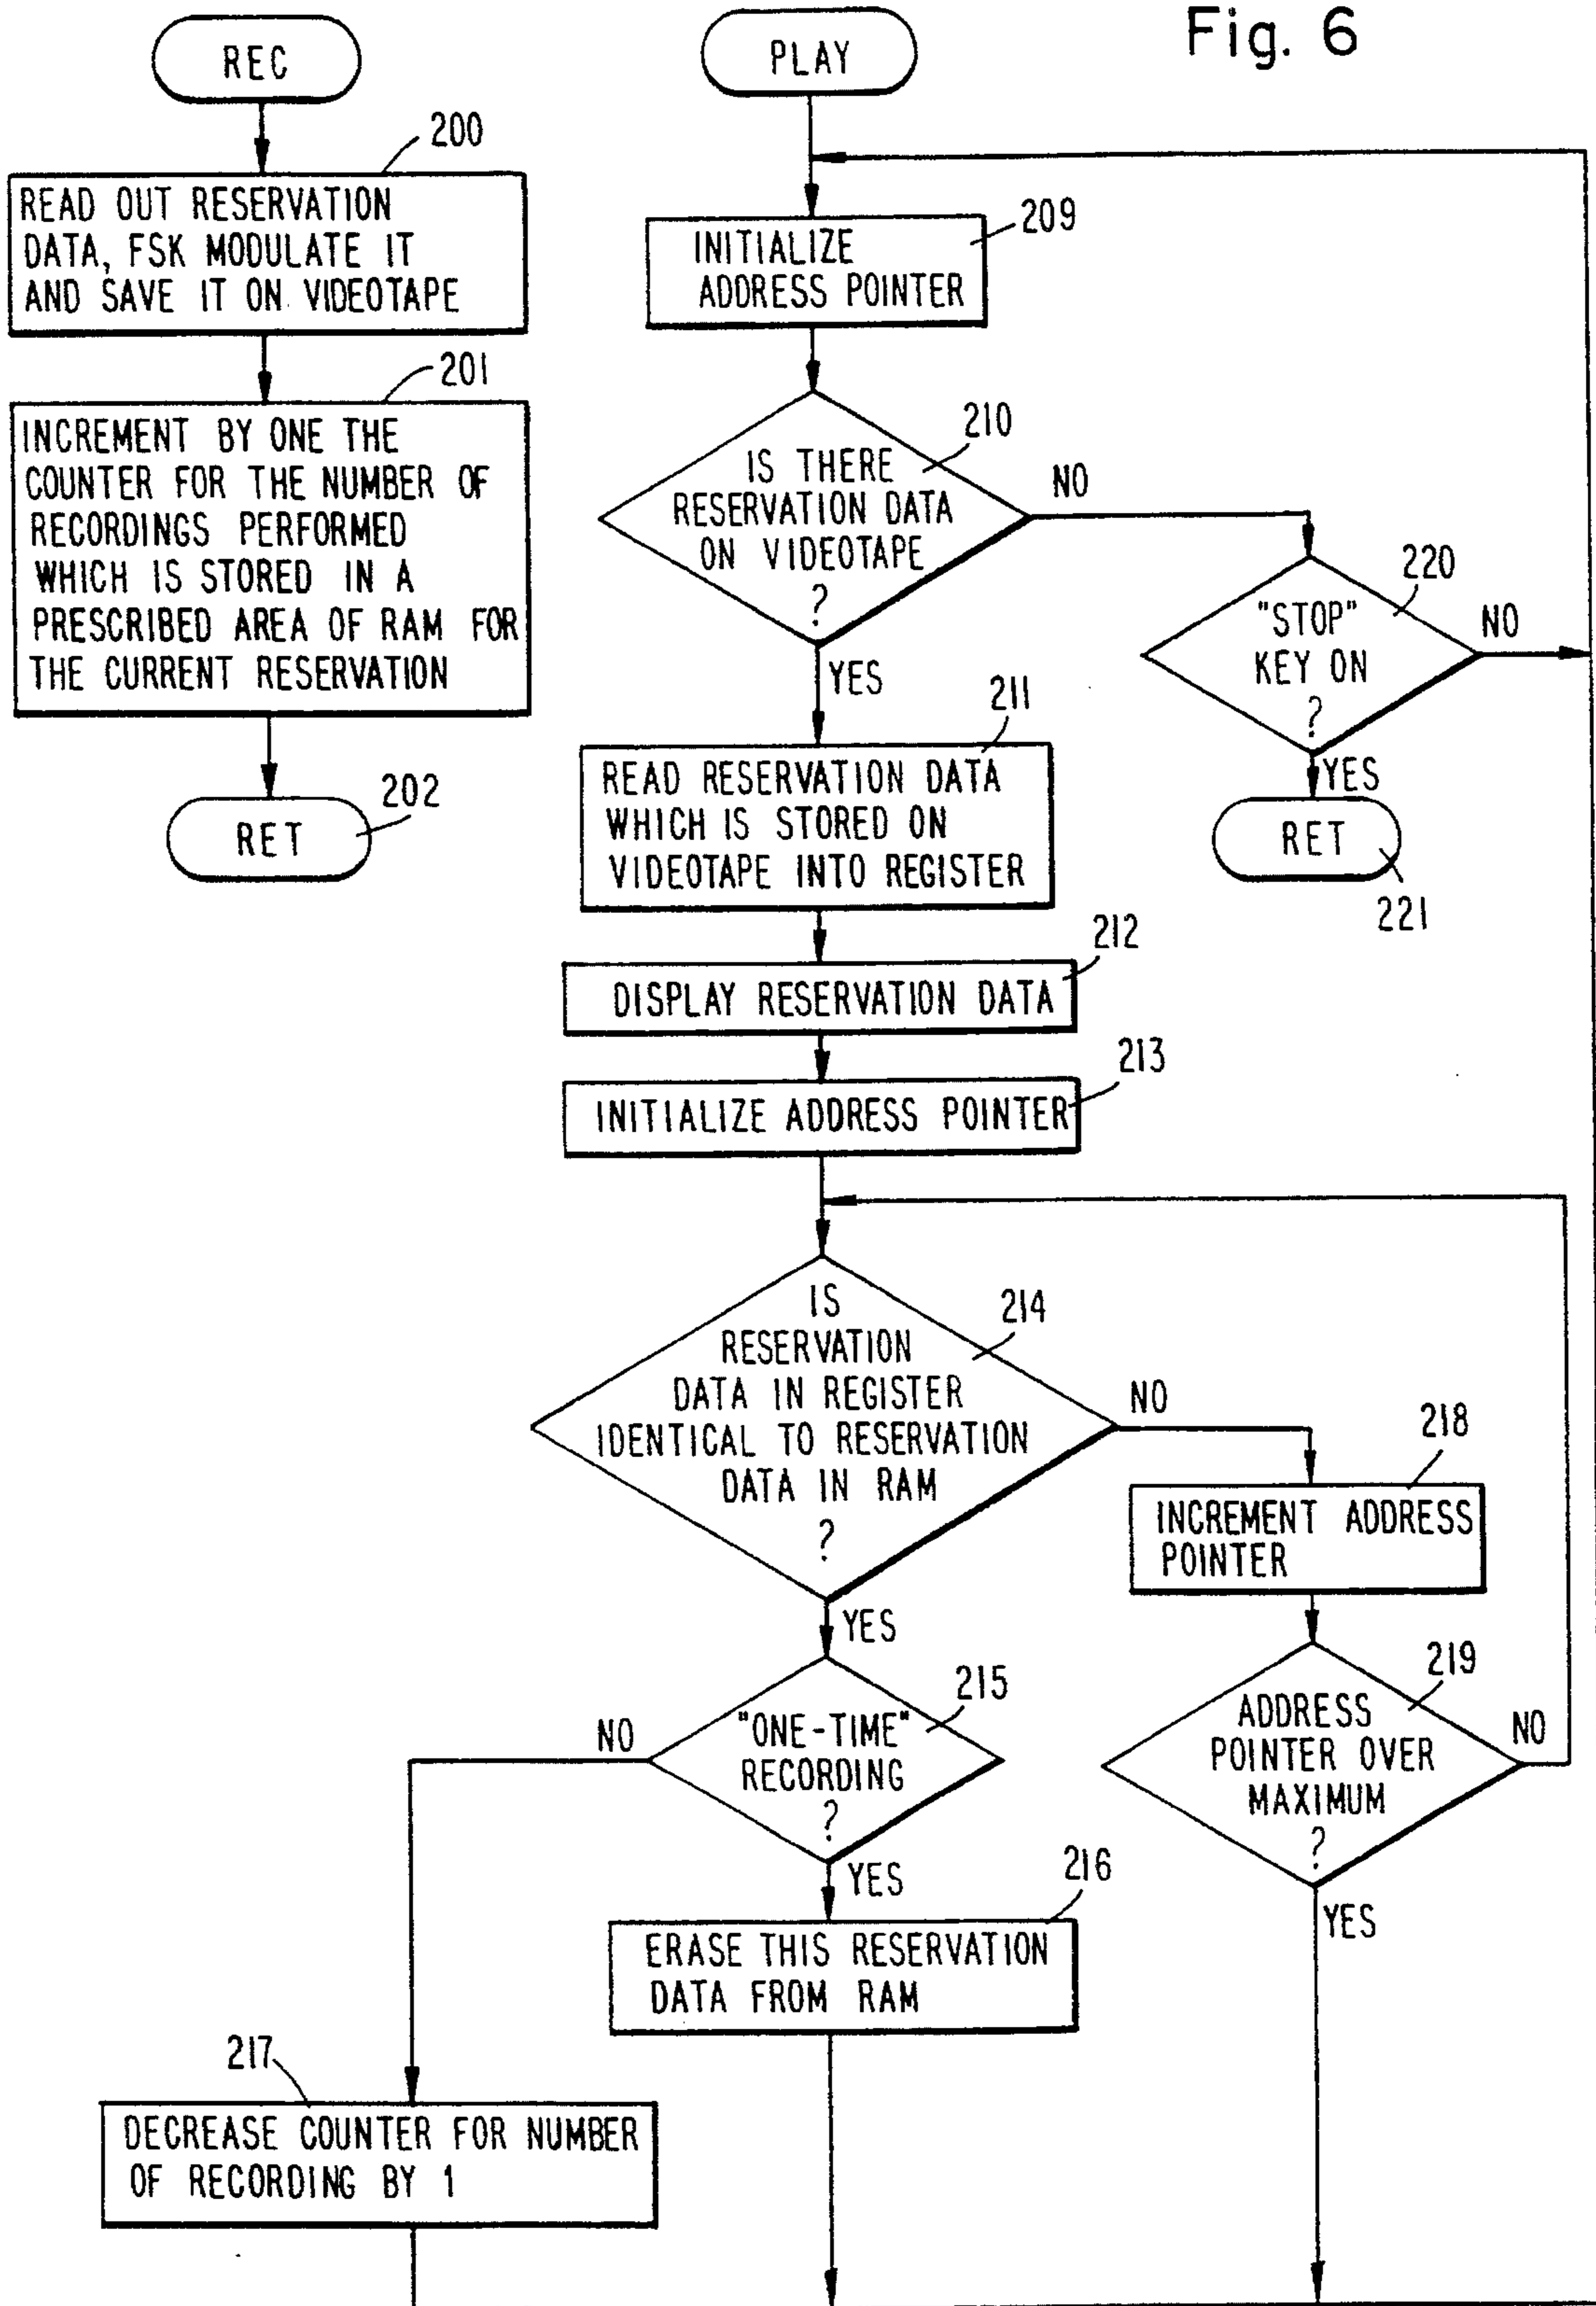 Fig. 6
REC
200
READ OUT RESERVATION
DATA, FSK MODULATE IT
AND SAVE IT ON VIDEOTAPE
201
INCREMENT BY ONE THE
COUNTER FOR THE NUMBER OF
RECORDINGS PERFORMED
WHICH IS STORED IN A
PRESCRIBED AREA OF RAM FOR
THE CURRENT RESERVATION
202
RET
PLAY
209
INITIALIZE
ADDRESS POINTER
210
IS THERE
RESERVATION DATA
ON VIDEOTAPE
?
NO
YES
220
"STOP"
KEY ON
?
NO
YES
RET
221
211
READ RESERVATION DATA
WHICH IS STORED ON
VIDEOTAPE INTO REGISTER
212
DISPLAY RESERVATION DATA
213
INITIALIZE ADDRESS POINTER
214
IS
RESERVATION
DATA IN REGISTER
IDENTICAL TO RESERVATION
DATA IN RAM
?
NO
YES
218
INCREMENT ADDRESS
POINTER
219
ADDRESS
POINTER OVER
MAXIMUM
?
NO
YES
215
"ONE-TIME"
RECORDING
?
NO
YES
216
ERASE THIS RESERVATION
DATA FROM RAM
217
DECREASE COUNTER FOR NUMBER
OF RECORDING BY 1